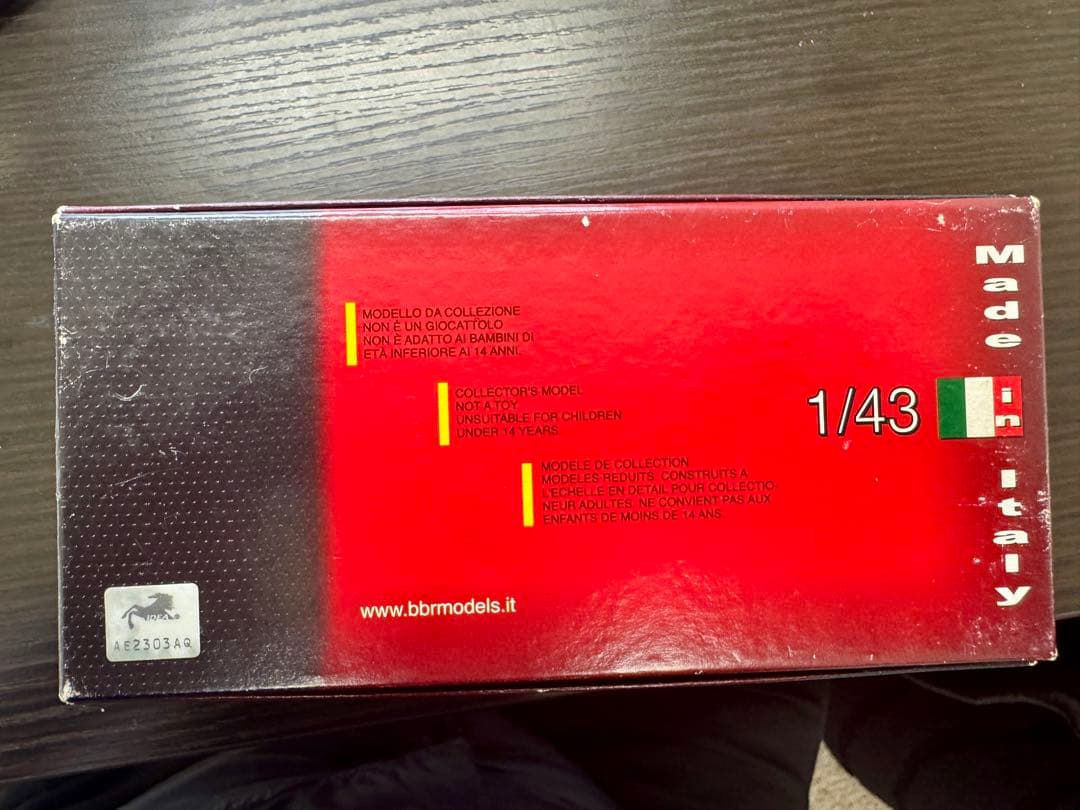 MODELLO DA COLLEZIONE
NON È UN GIOCATTOLO
NON È ADATTO AI BAMBINI DI
ETÀ INFERIORE AI 14 ANNI.
COLLECTOR'S MODEL
NOT A TOY
UNSUITABLE FOR CHILDREN
UNDER 14 YEARS.
MODELE DE COLLECTION
MODELES REDUITS CONSTRUITS A
L'ECHELLE EN DETAIL POUR COLLECTIO-
NEUR ADULTES. NE CONVIENT PAS AUX
ENFANTS DE MOINS DE 14 ANS.
1/43
Made in Italy
www.bbrmodels.it
IDEA
AE2303AQ